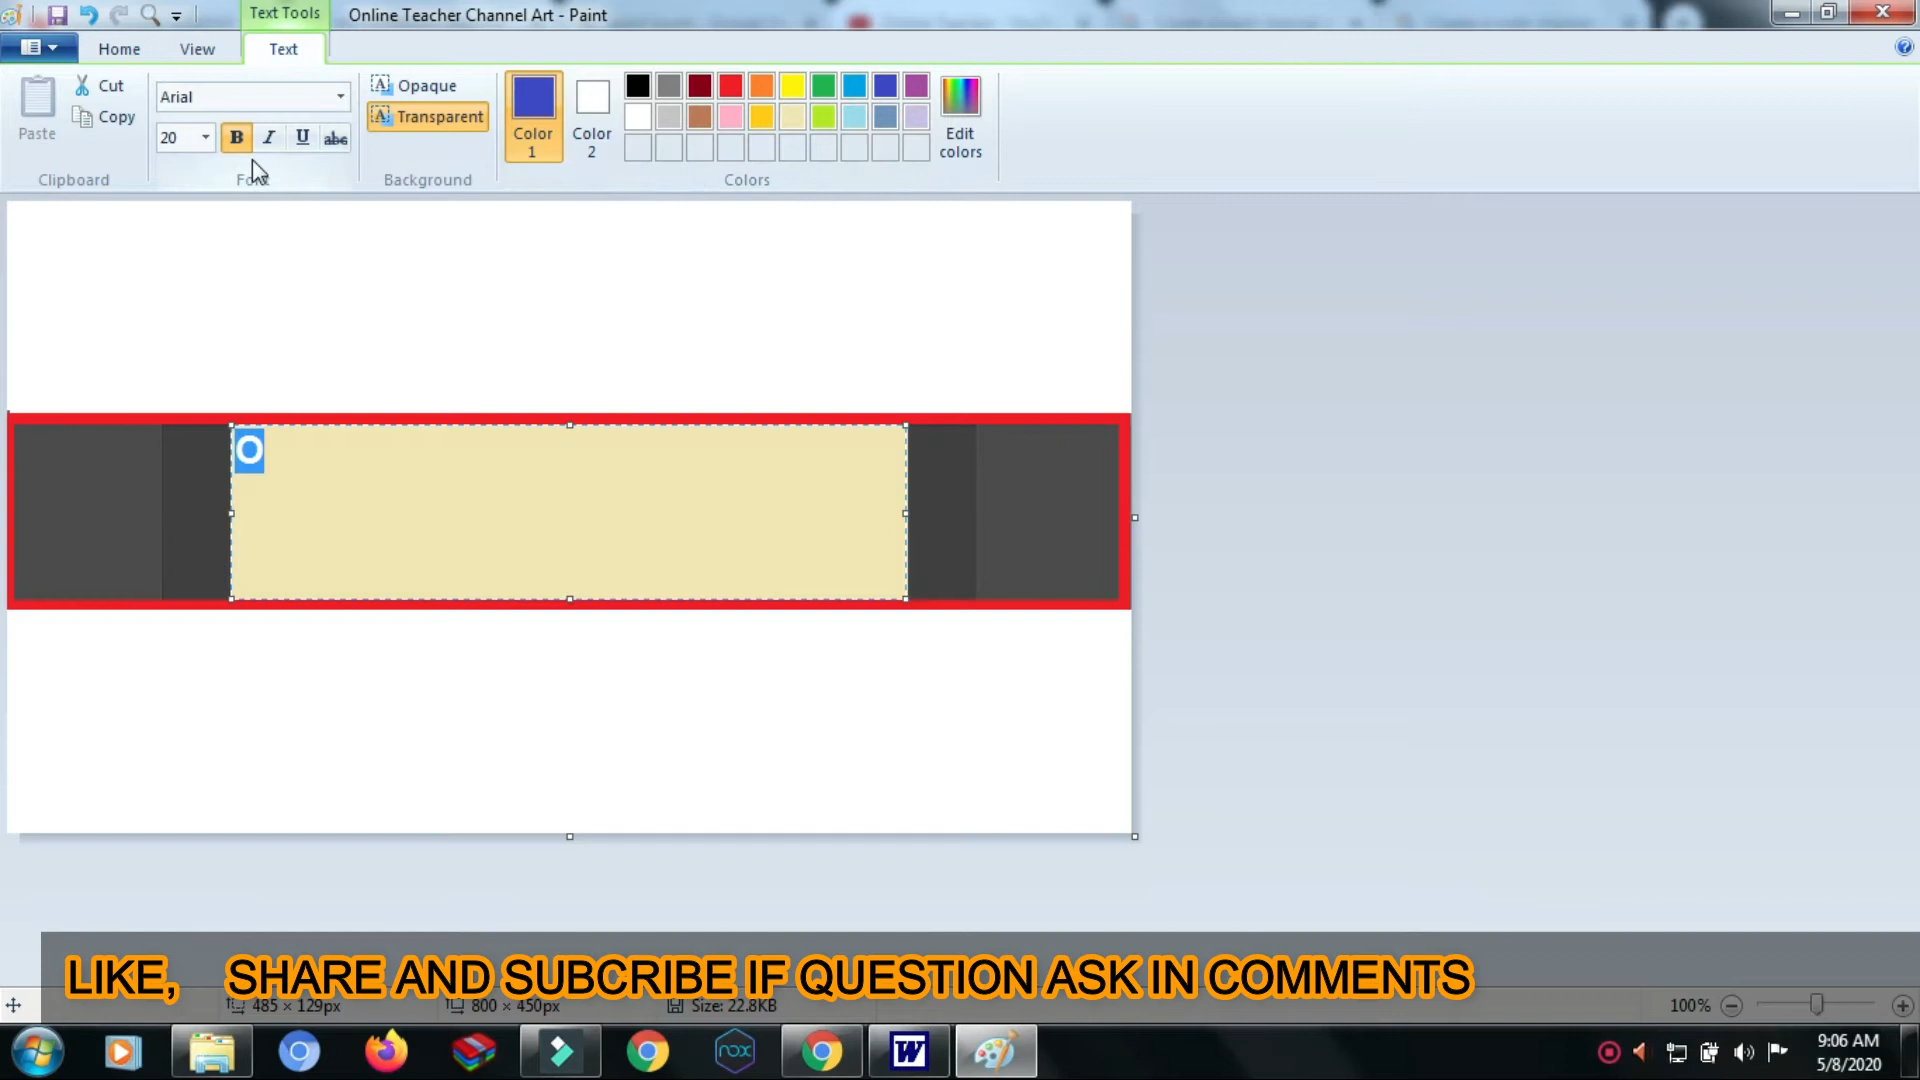 Text Tools
Online Teacher Channel Art - Paint
Home
View
Text
Paste
Cut
Copy
Clipboard
Arial
20
B
I
U
abc
Font
Opaque
Transparent
Background
Color
1
Color
2
Edit
colors
Colors
O
LIKE, SHARE AND SUBCRIBE IF QUESTION ASK IN COMMENTS
485 × 129px
800 × 450px
Size: 22.8KB
100%
nox
W
9:06 AM
5/8/2020